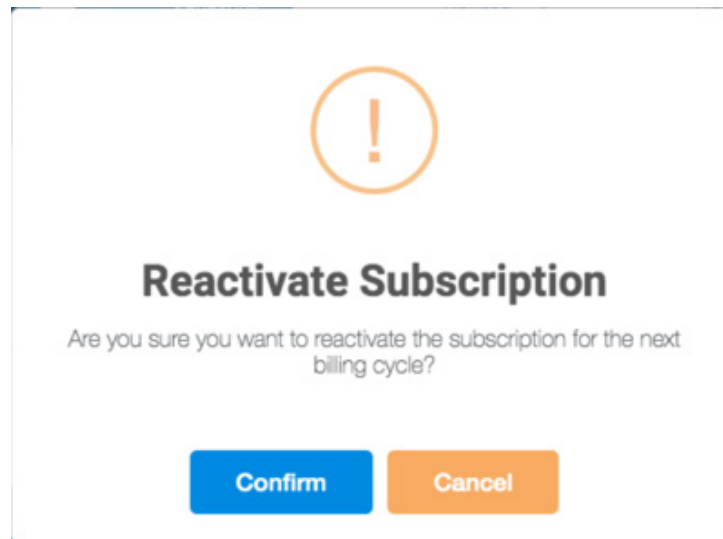 !
Reactivate Subscription
Are you sure you want to reactivate the subscription for the next
billing cycle?
Confirm
Cancel